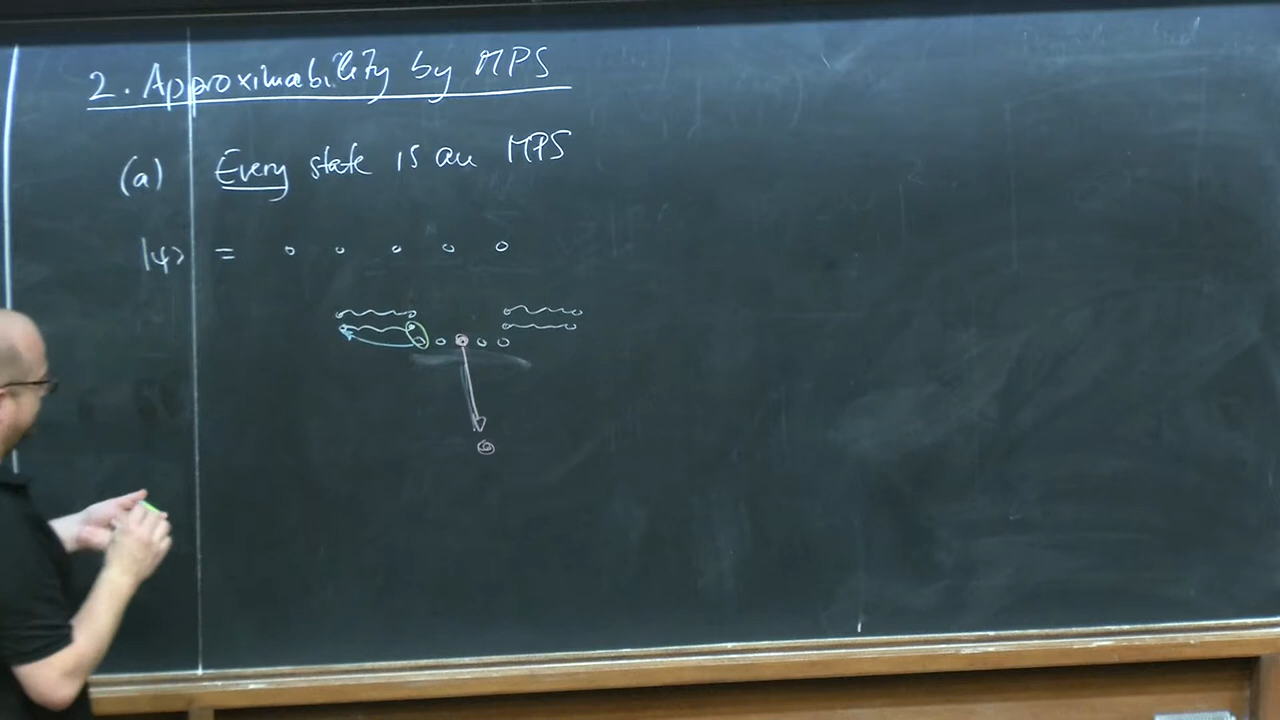 2. Approximability by MPS
(a) Every state is an MPS
|ψ> =